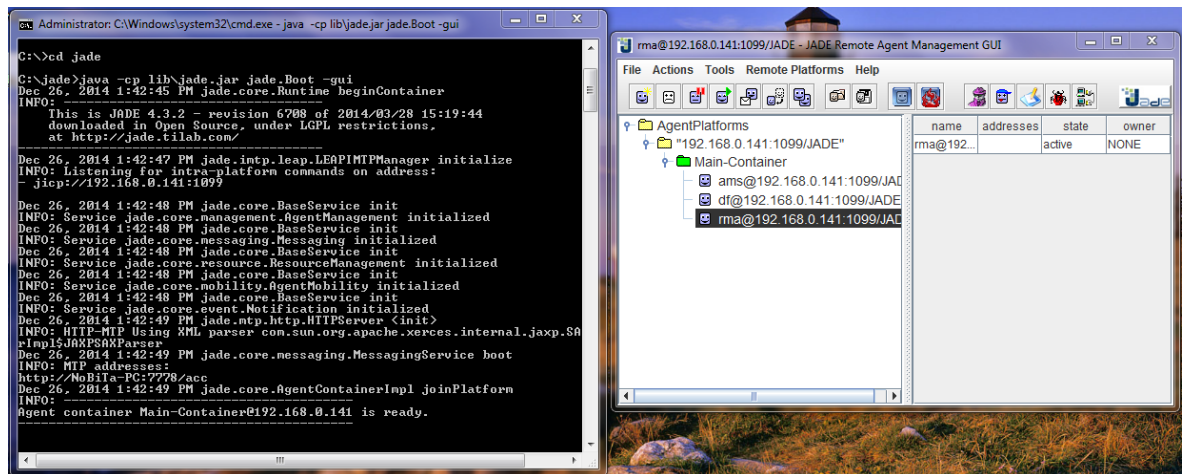 Administrator: C:\Windows\system32\cmd.exe - java -cp lib\jade.jar jade.Boot -gui
C:\>cd jade
C:\jade>java -cp lib\jade.jar jade.Boot -gui
Dec 26, 2014 1:42:45 PM jade.core.Runtime beginContainer
INFO: ----------------------------------
This is JADE 4.3.2 - revision 6708 of 2014/03/28 15:19:44
downloaded in Open Source, under LGPL restrictions,
at http://jade.tilab.com/
----------------------------------------
Dec 26, 2014 1:42:47 PM jade.imtp.leap.LEAPIMTPManager initialize
INFO: Listening for intra-platform commands on address:
- jicp://192.168.0.141:1099
Dec 26, 2014 1:42:48 PM jade.core.BaseService init
INFO: Service jade.core.management.AgentManagement initialized
Dec 26, 2014 1:42:48 PM jade.core.BaseService init
INFO: Service jade.core.messaging.Messaging initialized
Dec 26, 2014 1:42:48 PM jade.core.BaseService init
INFO: Service jade.core.resource.ResourceManagement initialized
Dec 26, 2014 1:42:48 PM jade.core.BaseService init
INFO: Service jade.core.mobility.AgentMobility initialized
Dec 26, 2014 1:42:48 PM jade.core.BaseService init
INFO: Service jade.core.event.Notification initialized
Dec 26, 2014 1:42:49 PM jade.mtp.http.HTTPServer <init>
INFO: HTTP-MTP Using XML parser com.sun.org.apache.xerces.internal.jaxp.SA
rImpl$JAXPSAXParser
Dec 26, 2014 1:42:49 PM jade.core.messaging.MessagingService boot
INFO: MTP addresses:
http://NoBiTa-PC:7778/acc
Dec 26, 2014 1:42:49 PM jade.core.AgentContainerImpl joinPlatform
INFO: --------------------------------------
Agent container Main-Container@192.168.0.141 is ready.
--------------------------------------------
rma@192.168.0.141:1099/JADE - JADE Remote Agent Management GUI
File Actions Tools Remote Platforms Help
Jade
AgentPlatforms
"192.168.0.141:1099/JADE"
Main-Container
ams@192.168.0.141:1099/JAD
df@192.168.0.141:1099/JADE
rma@192.168.0.141:1099/JAD
name addresses state owner
rma@192... active NONE